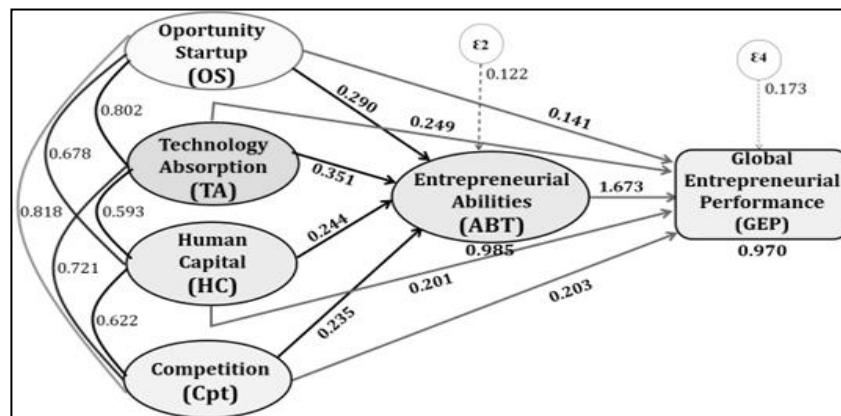 Oportunity
Startup
(OS)
ε2
0.122
ε4
0.173
0.290
0.141
0.802
0.249
0.678
Technology
Absorption
(TA)
0.351
Entrepreneurial
Abilities
(ABT)
0.985
1.673
Global
Entrepreneurial
Performance
(GEP)
0.970
0.818
0.593
0.244
Human
Capital
(HC)
0.721
0.201
0.203
0.622
0.235
Competition
(Cpt)